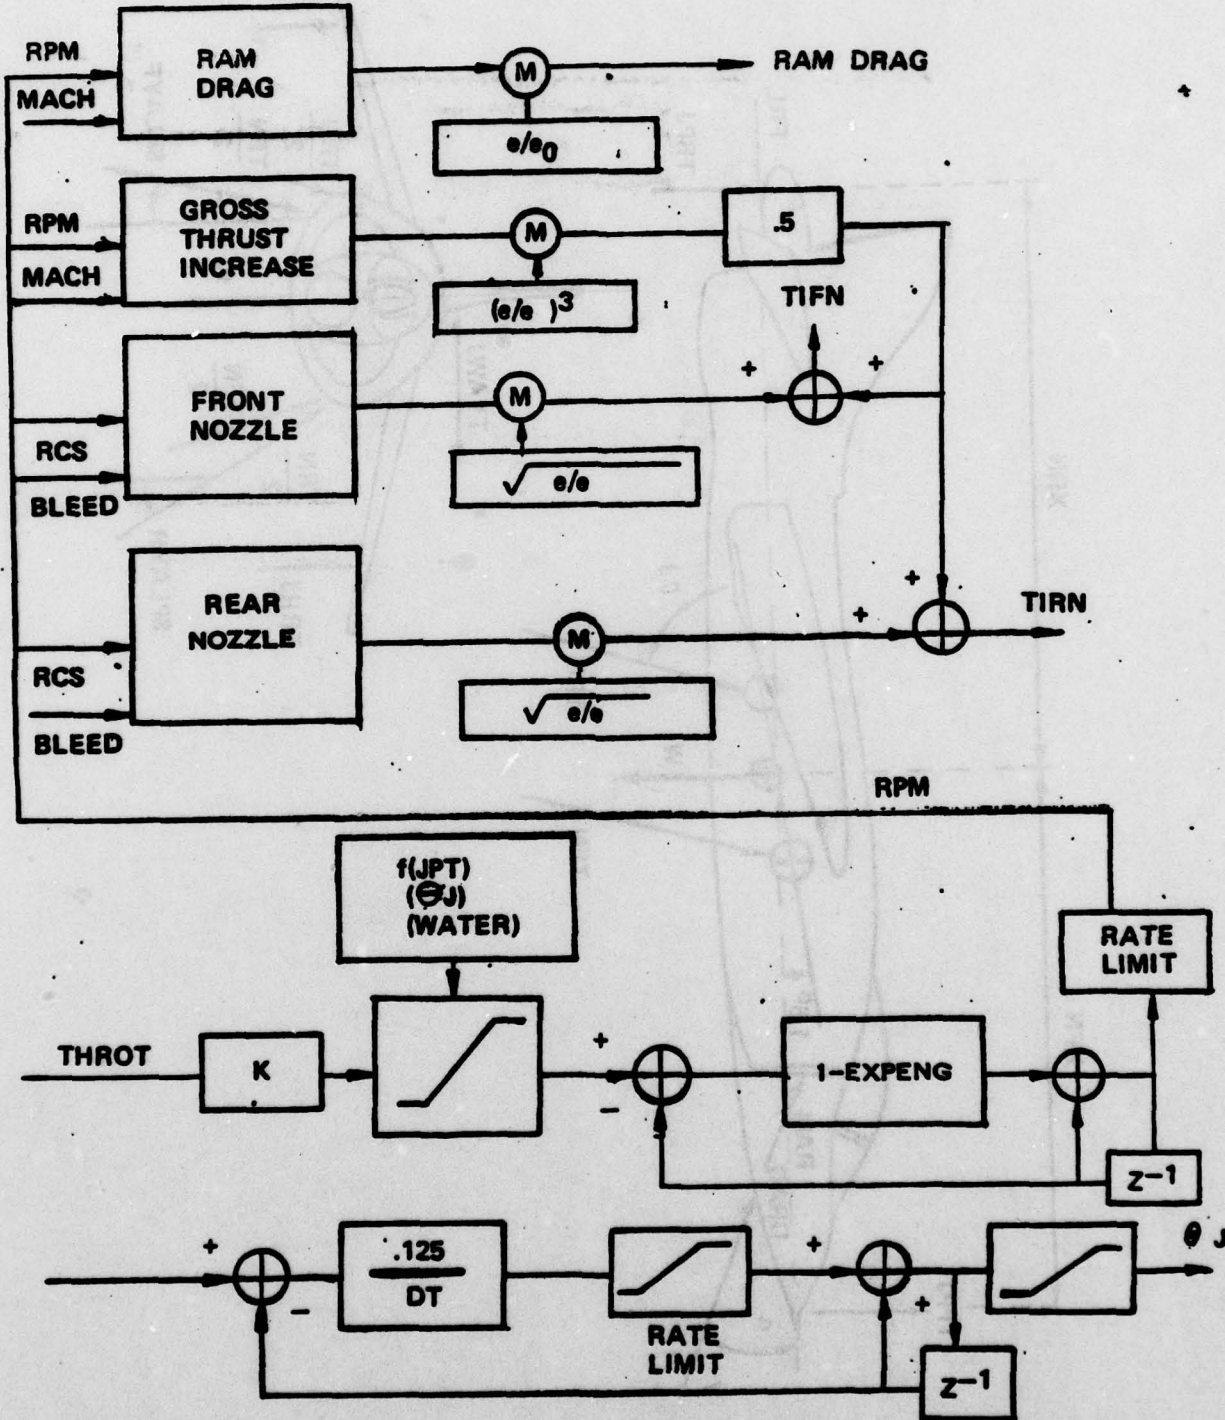 RPM
MACH
RAM
DRAG
M
RAM DRAG
e/e0
RPM
MACH
GROSS
THRUST
INCREASE
M
(e/e )3
.5
TIFN
+
+
RCS
BLEED
FRONT
NOZZLE
M
√e/e
RCS
BLEED
REAR
NOZZLE
M
√e/e
+
+
TIRN
RPM
f(JPT)
(ΘJ)
(WATER)
RATE
LIMIT
THROT
K
+
−
1-EXPENG
Z−1
+
−
.125
DT
RATE
LIMIT
+
+
Z−1
θ J